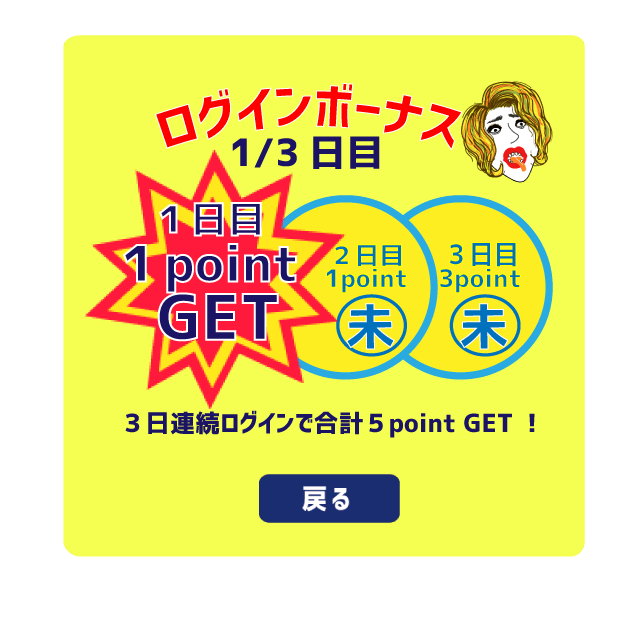 ログインボーナス
1/3 日目
１日目
１point
GET
２日目
1point
未
３日目
3point
未
３日連続ログインで合計５point GET ！
戻る